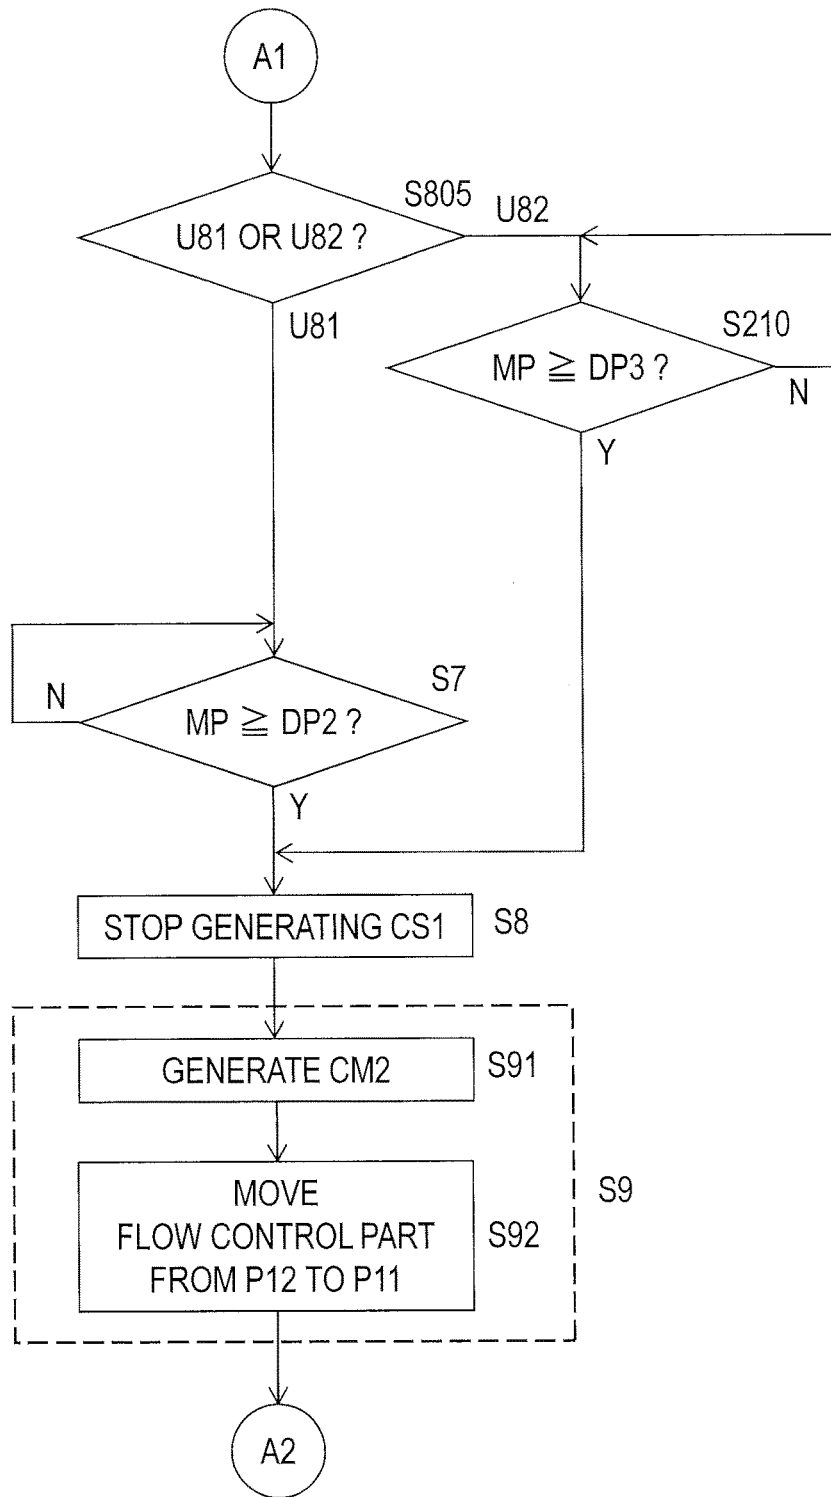 A1
S805
U82
U81 OR U82 ?
U81
S210
MP ≧ DP3 ?
N
Y
S7
N
MP ≧ DP2 ?
Y
STOP GENERATING CS1
S8
GENERATE CM2
S91
MOVE
FLOW CONTROL PART
FROM P12 TO P11
S92
S9
A2